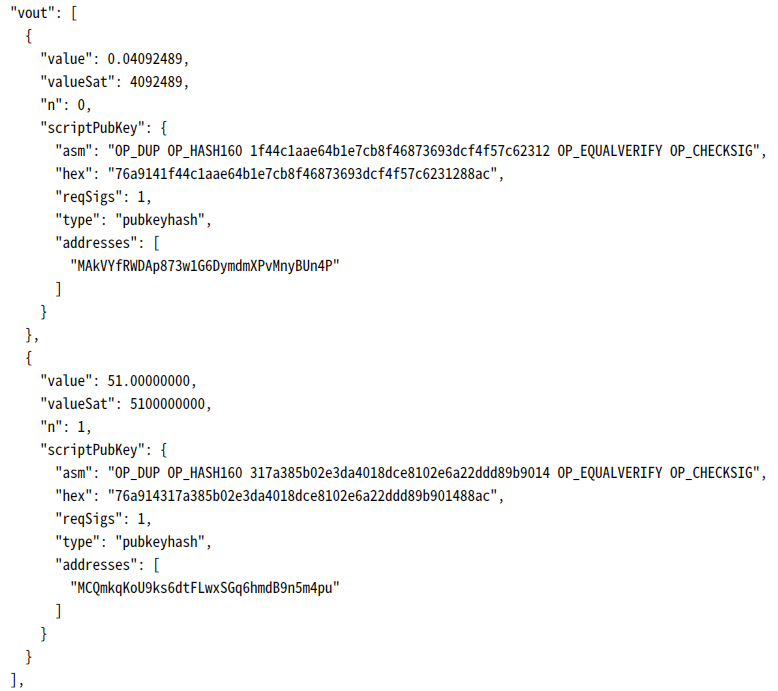 "vout": [
  {
    "value": 0.04092489,
    "valueSat": 4092489,
    "n": 0,
    "scriptPubKey": {
      "asm": "OP_DUP OP_HASH160 1f44c1aae64b1e7cb8f46873693dcf4f57c62312 OP_EQUALVERIFY OP_CHECKSIG",
      "hex": "76a9141f44c1aae64b1e7cb8f46873693dcf4f57c6231288ac",
      "reqSigs": 1,
      "type": "pubkeyhash",
      "addresses": [
        "MAkVYfRWDAp873w1G6DymdmXPvMnyBUn4P"
      ]
    }
  },
  {
    "value": 51.00000000,
    "valueSat": 5100000000,
    "n": 1,
    "scriptPubKey": {
      "asm": "OP_DUP OP_HASH160 317a385b02e3da4018dce8102e6a22ddd89b9014 OP_EQUALVERIFY OP_CHECKSIG",
      "hex": "76a914317a385b02e3da4018dce8102e6a22ddd89b901488ac",
      "reqSigs": 1,
      "type": "pubkeyhash",
      "addresses": [
        "MCQmkqKoU9ks6dtFLwxSGq6hmdB9n5m4pu"
      ]
    }
  }
],